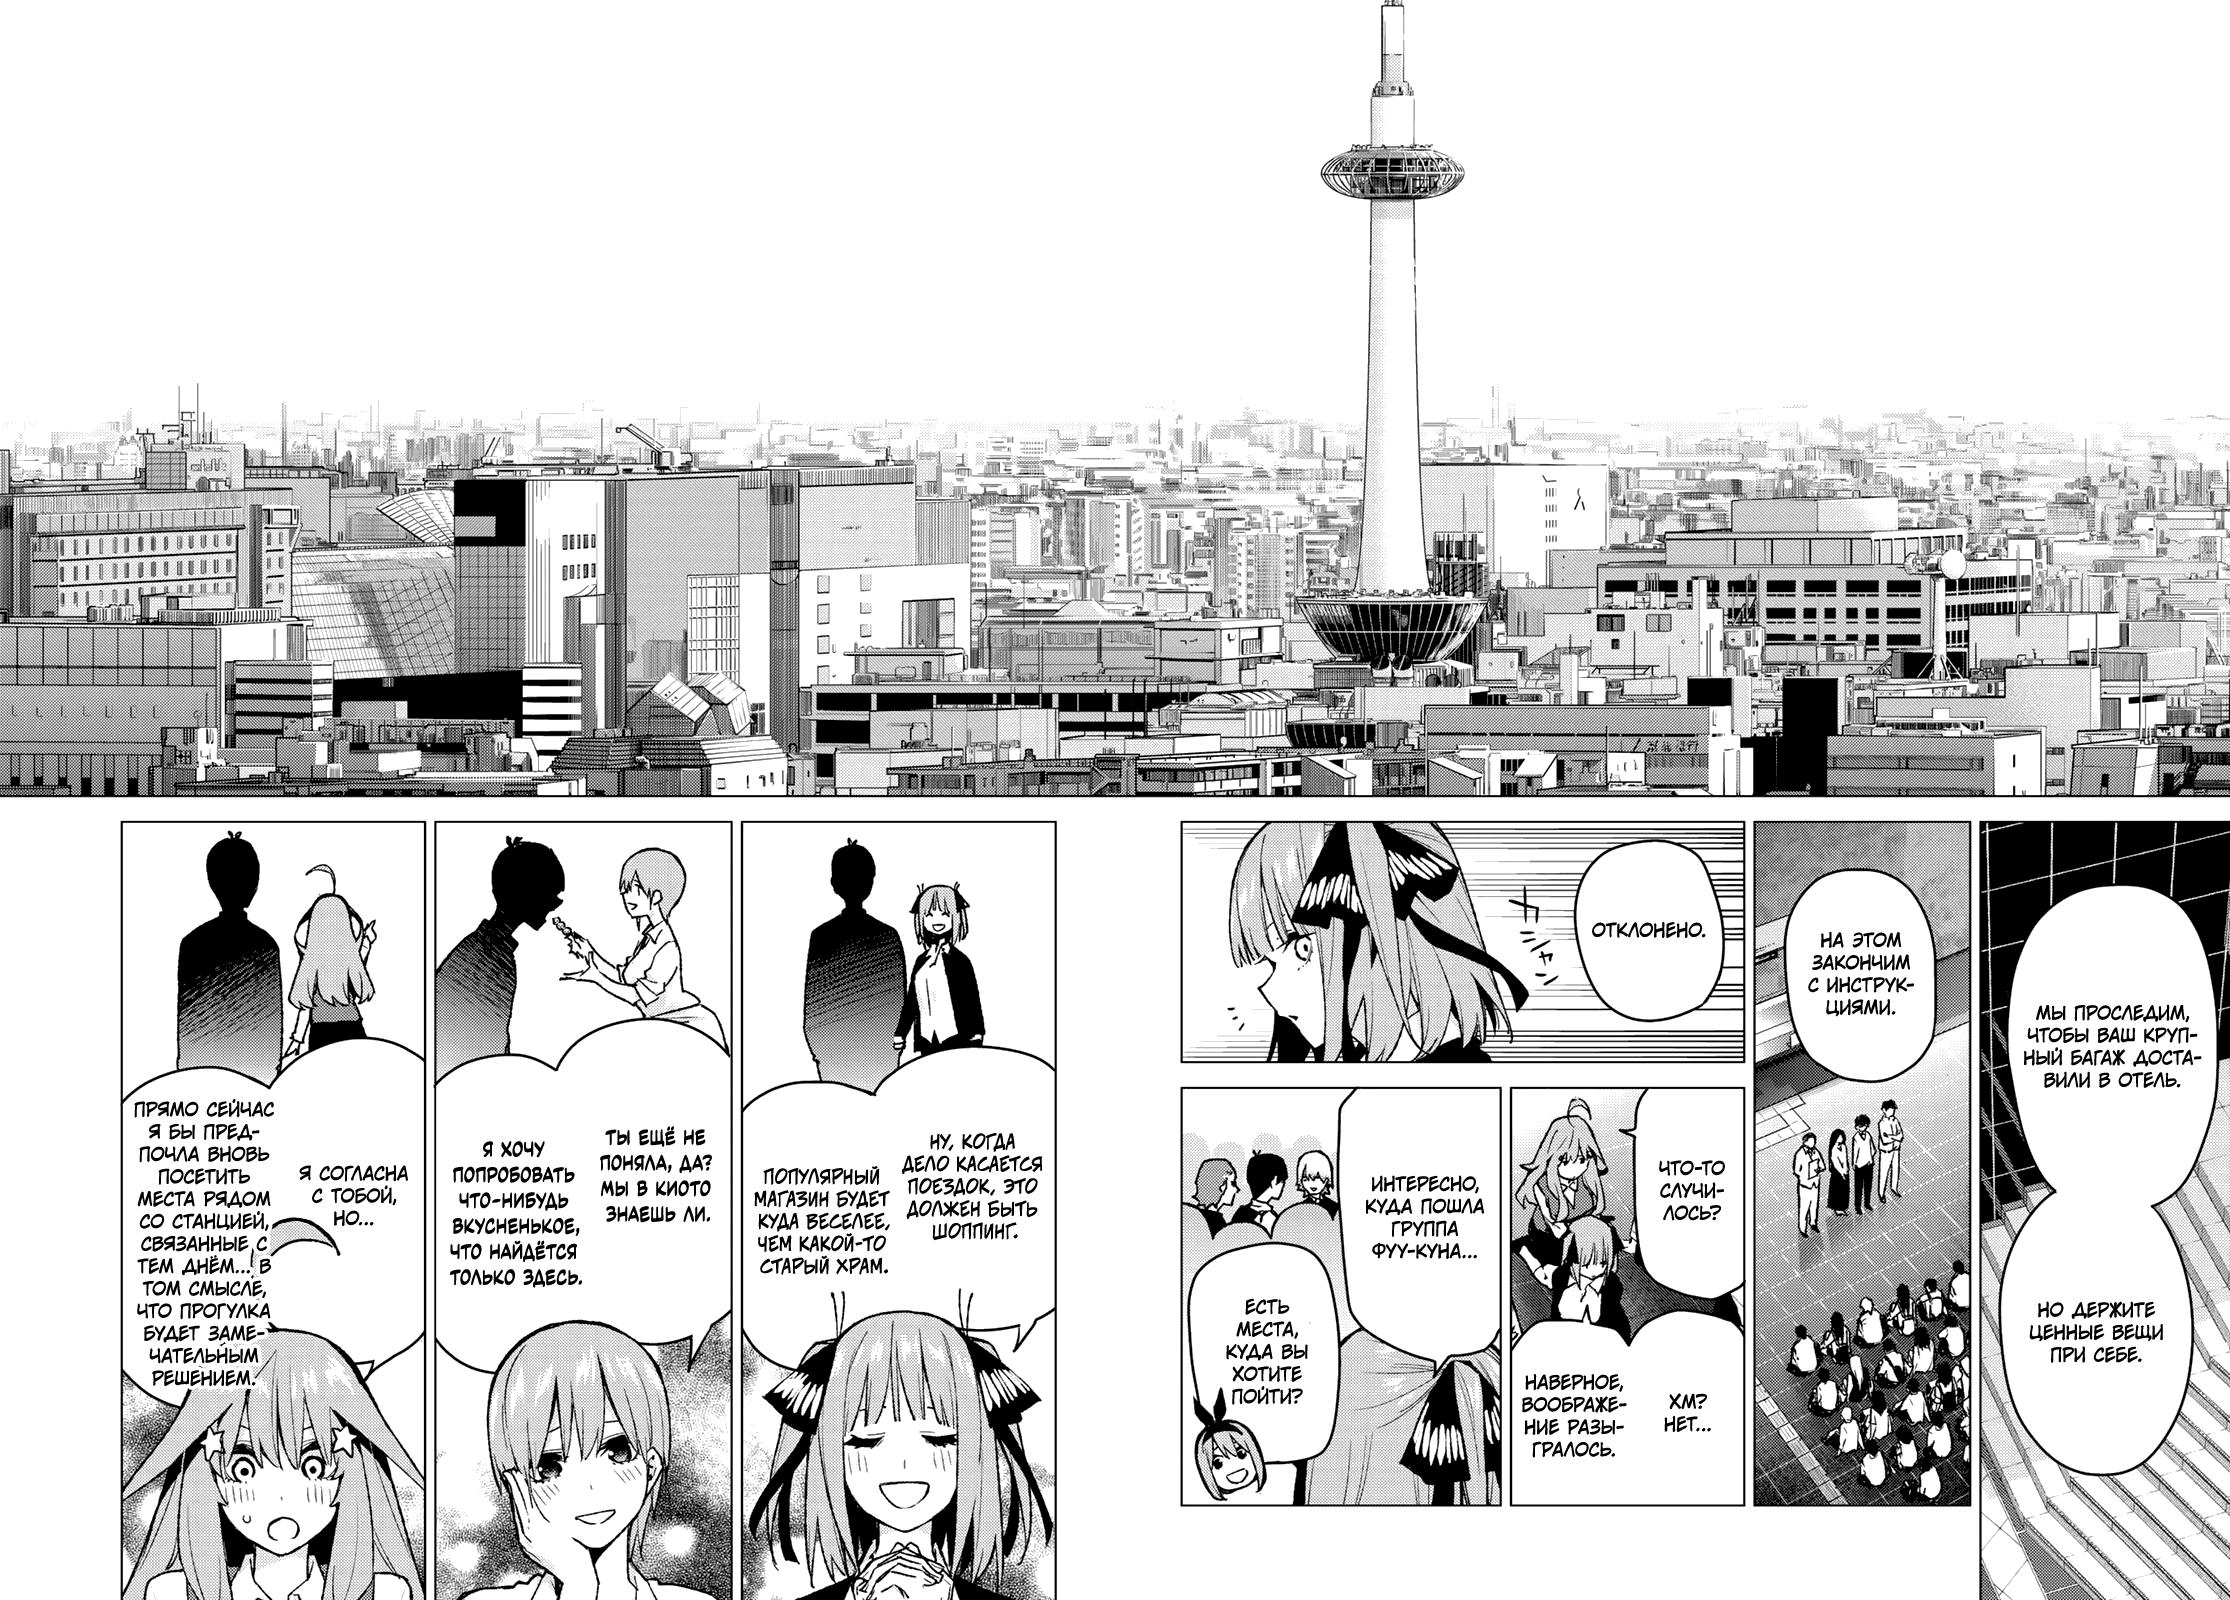 МЫ ПРОСЛЕДИМ,
ЧТОБЫ ВАШ КРУП-
НЫЙ БАГАЖ ДОСТА-
ВИЛИ В ОТЕЛЬ.
НО ДЕРЖИТЕ
ЦЕННЫЕ ВЕЩИ
ПРИ СЕБЕ.
НА ЭТОМ
ЗАКОНЧИМ
С ИНСТРУК-
ЦИЯМИ.
ОТКЛОНЕНО.
ЧТО-ТО
СЛУЧИ-
ЛОСЬ?
ХМ?
НЕТ...
НАВЕРНОЕ,
ВООБРАЖЕ-
НИЕ РАЗЫ-
ГРАЛОСЬ.
ИНТЕРЕСНО,
КУДА ПОШЛА
ГРУППА
ФУУ-КУНА...
ЕСТЬ
МЕСТА,
КУДА ВЫ
ХОТИТЕ
ПОЙТИ?
НУ, КОГДА
ДЕЛО КАСАЕТСЯ
ПОЕЗДОК, ЭТО
ДОЛЖЕН БЫТЬ
ШОППИНГ.
ПОПУЛЯРНЫЙ
МАГАЗИН БУДЕТ
КУДА ВЕСЕЛЕЕ,
ЧЕМ КАКОЙ-ТО
СТАРЫЙ ХРАМ.
ТЫ ЕЩЁ НЕ
ПОНЯЛА, ДА?
МЫ В КИОТО
ЗНАЕШЬ ЛИ.
Я ХОЧУ
ПОПРОБОВАТЬ
ЧТО-НИБУДЬ
ВКУСНЕНЬКОЕ,
ЧТО НАЙДЁТСЯ
ТОЛЬКО ЗДЕСЬ.
Я СОГЛАСНА
С ТОБОЙ,
НО...
ПРЯМО СЕЙЧАС
Я БЫ ПРЕД-
ПОЧЛА ВНОВЬ
ПОСЕТИТЬ
МЕСТА РЯДОМ
СО СТАНЦИЕЙ,
СВЯЗАННЫЕ С
ТЕМ ДНЁМ... В
ТОМ СМЫСЛЕ,
ЧТО ПРОГУЛКА
БУДЕТ ЗАМЕ-
ЧАТЕЛЬНЫМ
РЕШЕНИЕМ.